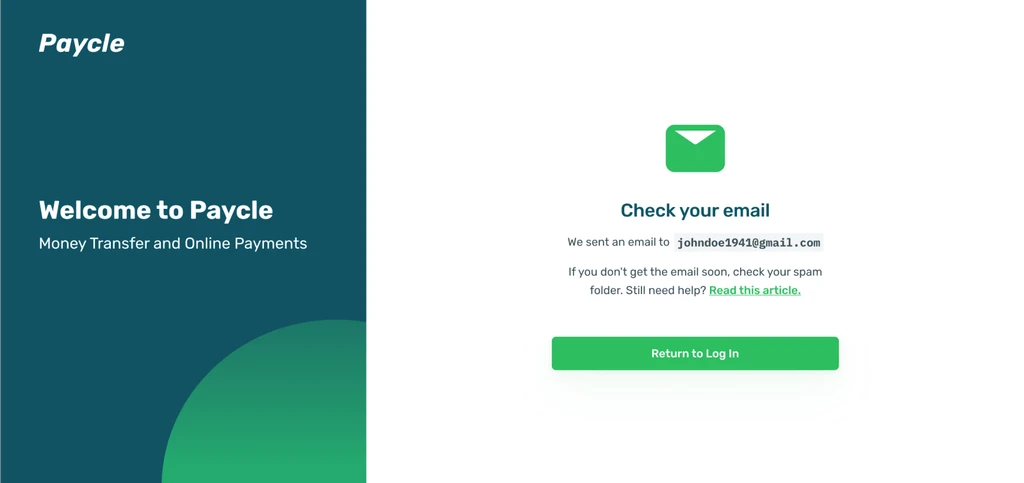 Paycle
Welcome to Paycle
Money Transfer and Online Payments
Check your email
We sent an email to johndoe1941@gmail.com
If you don't get the email soon, check your spam
folder. Still need help? Read this article.
Return to Log In